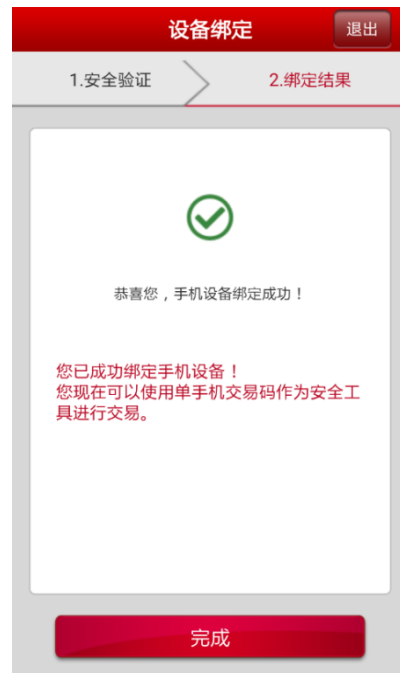 设备绑定
退出
1.安全验证
2.绑定结果
恭喜您，手机设备绑定成功！
您已成功绑定手机设备！
您现在可以使用单手机交易码作为安全工
具进行交易。
完成